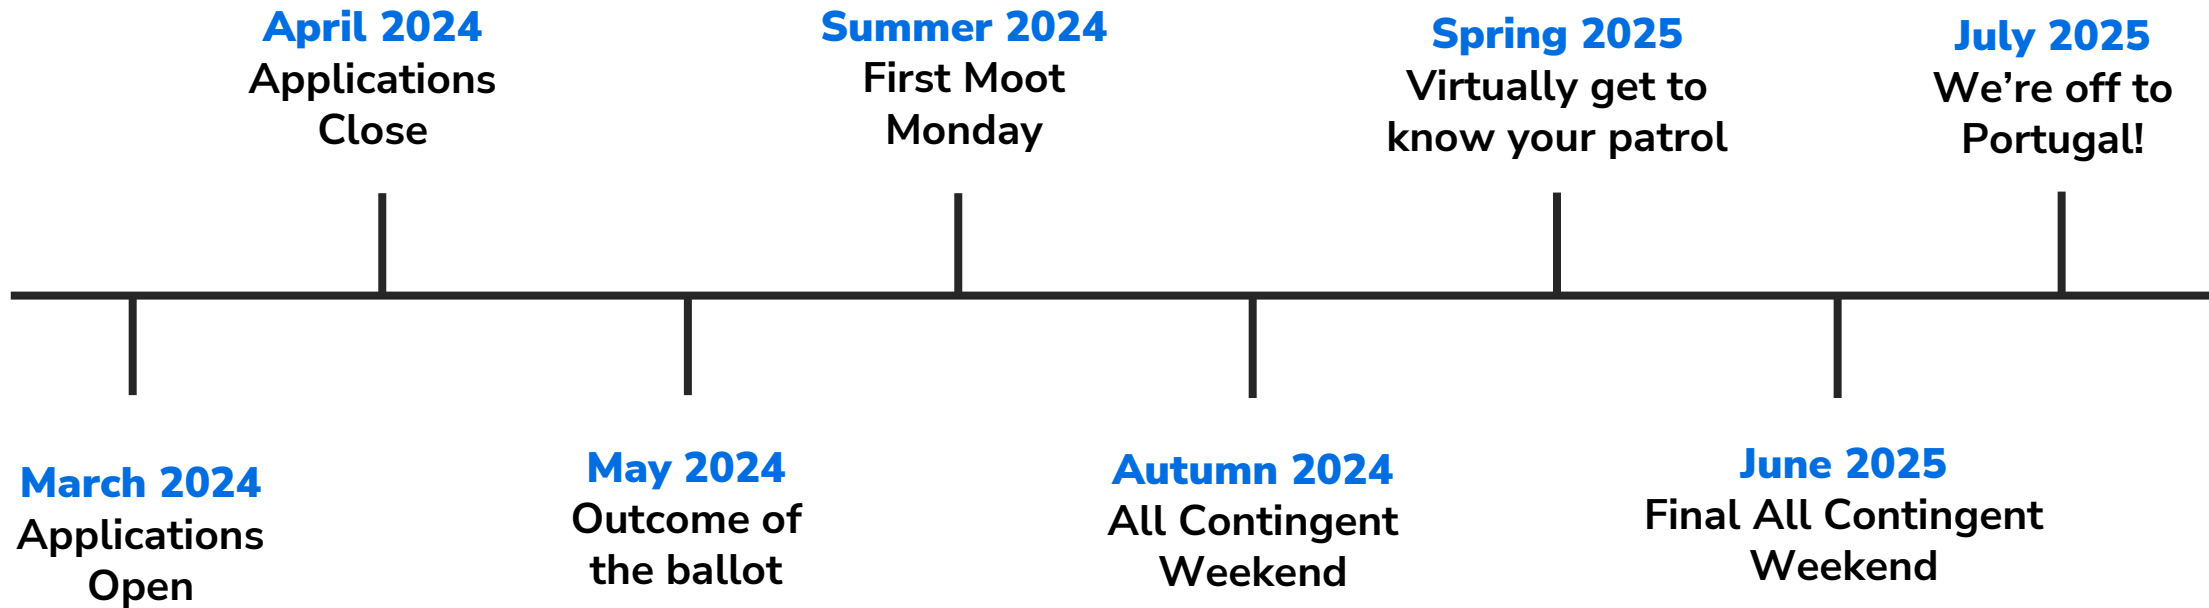 April 2024
Applications
Close
Summer 2024
First Moot
Monday
Spring 2025
Virtually get to
know your patrol
July 2025
We’re off to
Portugal!
March 2024
Applications
Open
May 2024
Outcome of
the ballot
Autumn 2024
All Contingent
Weekend
June 2025
Final All Contingent
Weekend